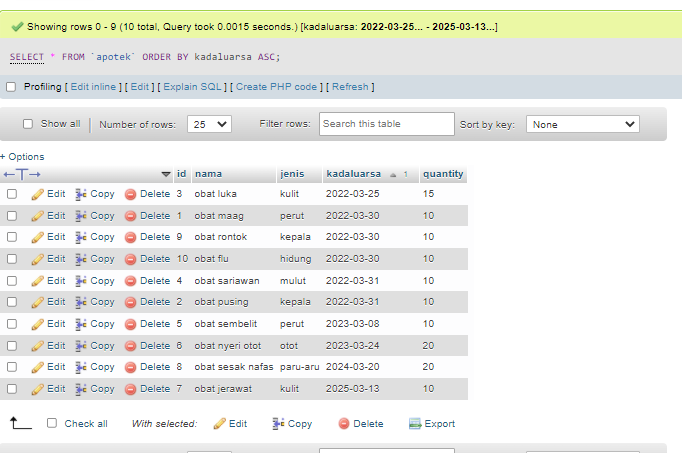 Showing rows 0 - 9 (10 total, Query took 0.0015 seconds.) [kadaluarsa: 2022-03-25... - 2025-03-13...]
SELECT * FROM `apotek` ORDER BY kadaluarsa ASC;
Profiling [ Edit inline ] [ Edit ] [ Explain SQL ] [ Create PHP code ] [ Refresh ]
Show all Number of rows: 25 Filter rows: Search this table Sort by key: None
+ Options
←T→ id nama jenis kadaluarsa 1 quantity
Edit Copy Delete 3 obat luka kulit 2022-03-25 15
Edit Copy Delete 1 obat maag perut 2022-03-30 10
Edit Copy Delete 9 obat rontok kepala 2022-03-30 10
Edit Copy Delete 10 obat flu hidung 2022-03-30 10
Edit Copy Delete 4 obat sariawan mulut 2022-03-31 10
Edit Copy Delete 2 obat pusing kepala 2022-03-31 10
Edit Copy Delete 5 obat sembelit perut 2023-03-08 10
Edit Copy Delete 6 obat nyeri otot otot 2023-03-24 20
Edit Copy Delete 8 obat sesak nafas paru-aru 2024-03-20 20
Edit Copy Delete 7 obat jerawat kulit 2025-03-13 10
Check all With selected: Edit Copy Delete Export